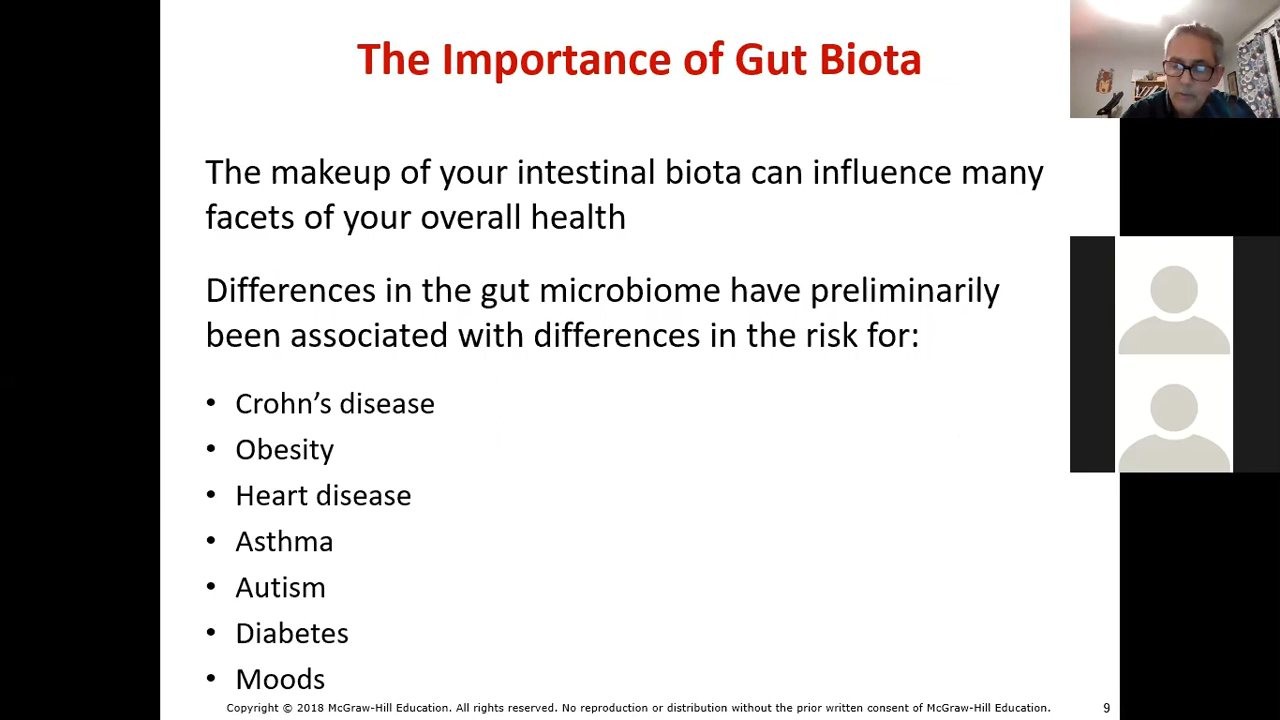 The Importance of Gut Biota
The makeup of your intestinal biota can influence many
facets of your overall health
Differences in the gut microbiome have preliminarily
been associated with differences in the risk for:
• Crohn’s disease
• Obesity
• Heart disease
• Asthma
• Autism
• Diabetes
• Moods
Copyright © 2018 McGraw-Hill Education. All rights reserved. No reproduction or distribution without the prior written consent of McGraw-Hill Education.
9